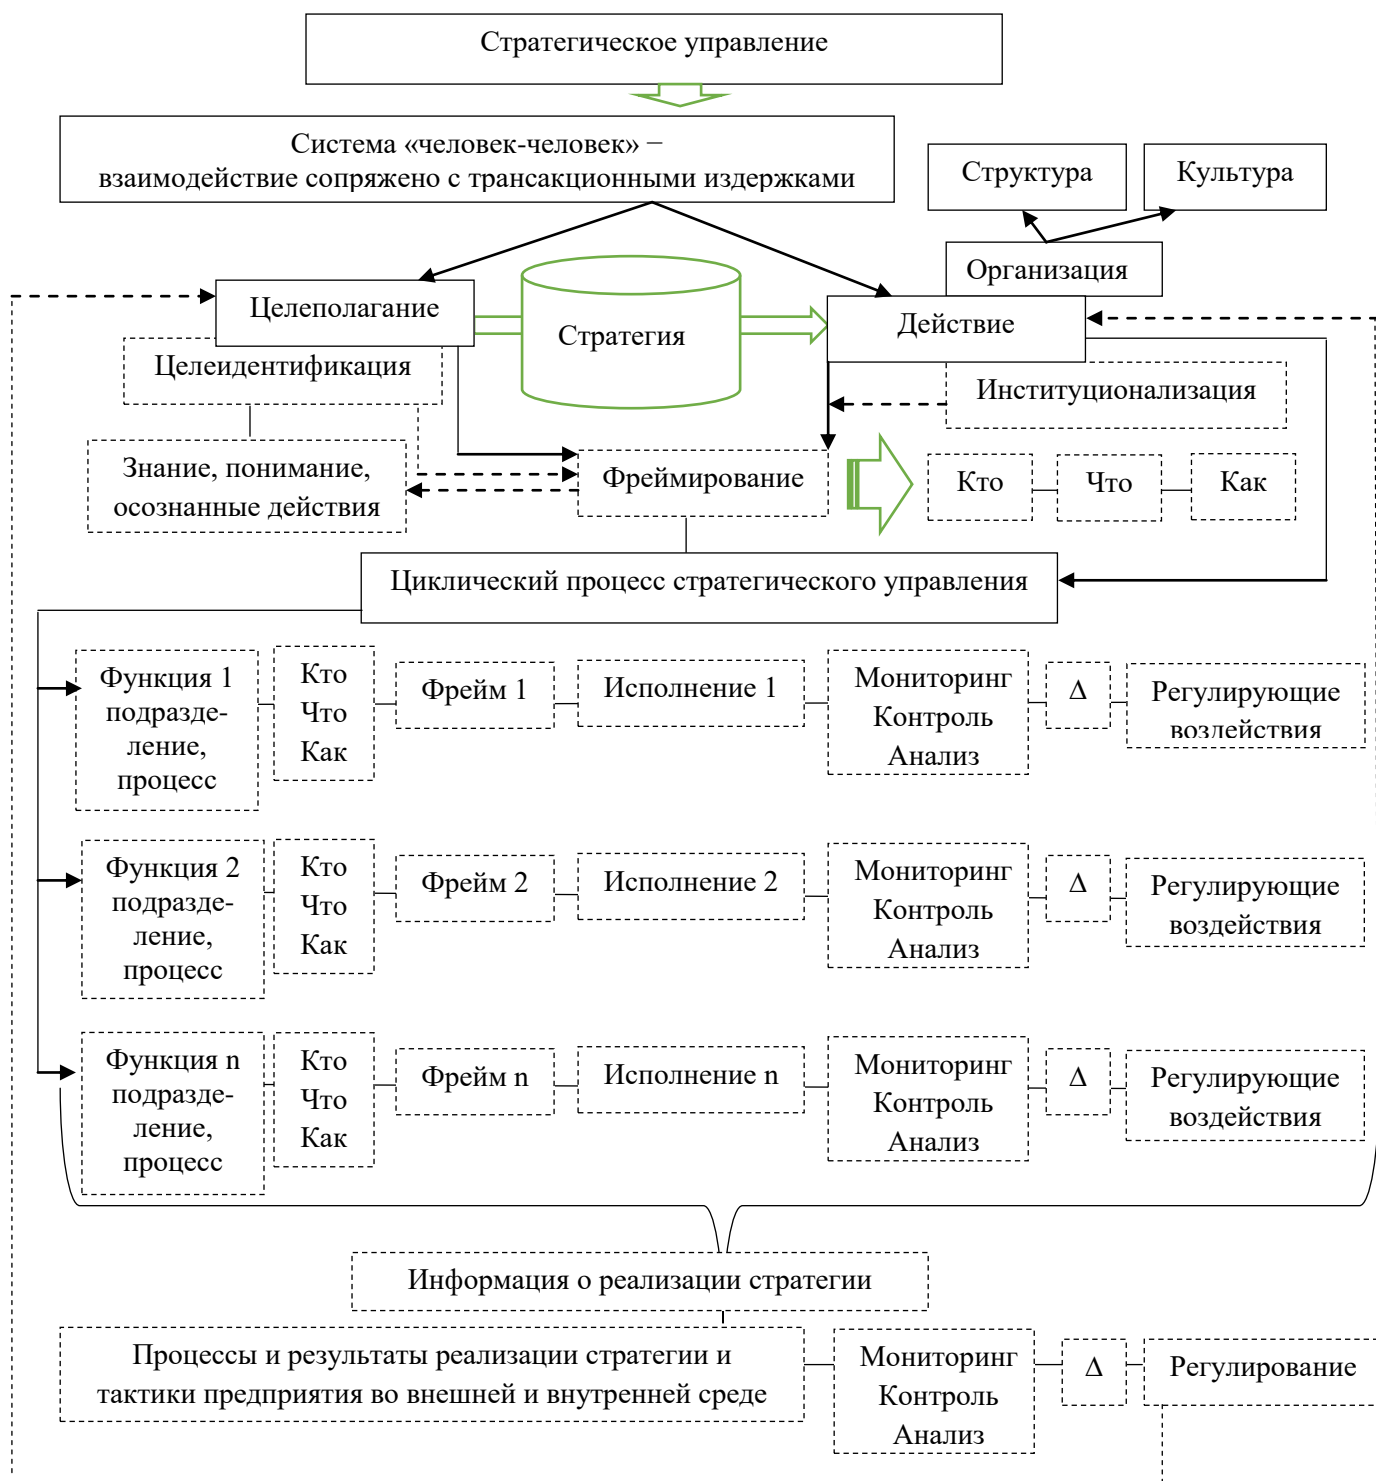 Стратегическое управление
Система «человек-человек» −
взаимодействие сопряжено с трансакционными издержками
Структура
Культура
Организация
Целеполагание
Стратегия
Действие
Целеидентификация
Институционализация
Знание, понимание,
осознанные действия
Фреймирование
Кто
Что
Как
Циклический процесс стратегического управления
Функция 1
подразде-
ление,
процесс
Кто
Что
Как
Фрейм 1
Исполнение 1
Мониторинг
Контроль
Анализ
Δ
Регулирующие
воздействия
Функция 2
подразде-
ление,
процесс
Кто
Что
Как
Фрейм 2
Исполнение 2
Мониторинг
Контроль
Анализ
Δ
Регулирующие
воздействия
Функция n
подразде-
ление,
процесс
Кто
Что
Как
Фрейм n
Исполнение n
Мониторинг
Контроль
Анализ
Δ
Регулирующие
воздействия
Информация о реализации стратегии
Процессы и результаты реализации стратегии и
тактики предприятия во внешней и внутренней среде
Мониторинг
Контроль
Анализ
Δ
Регулирование